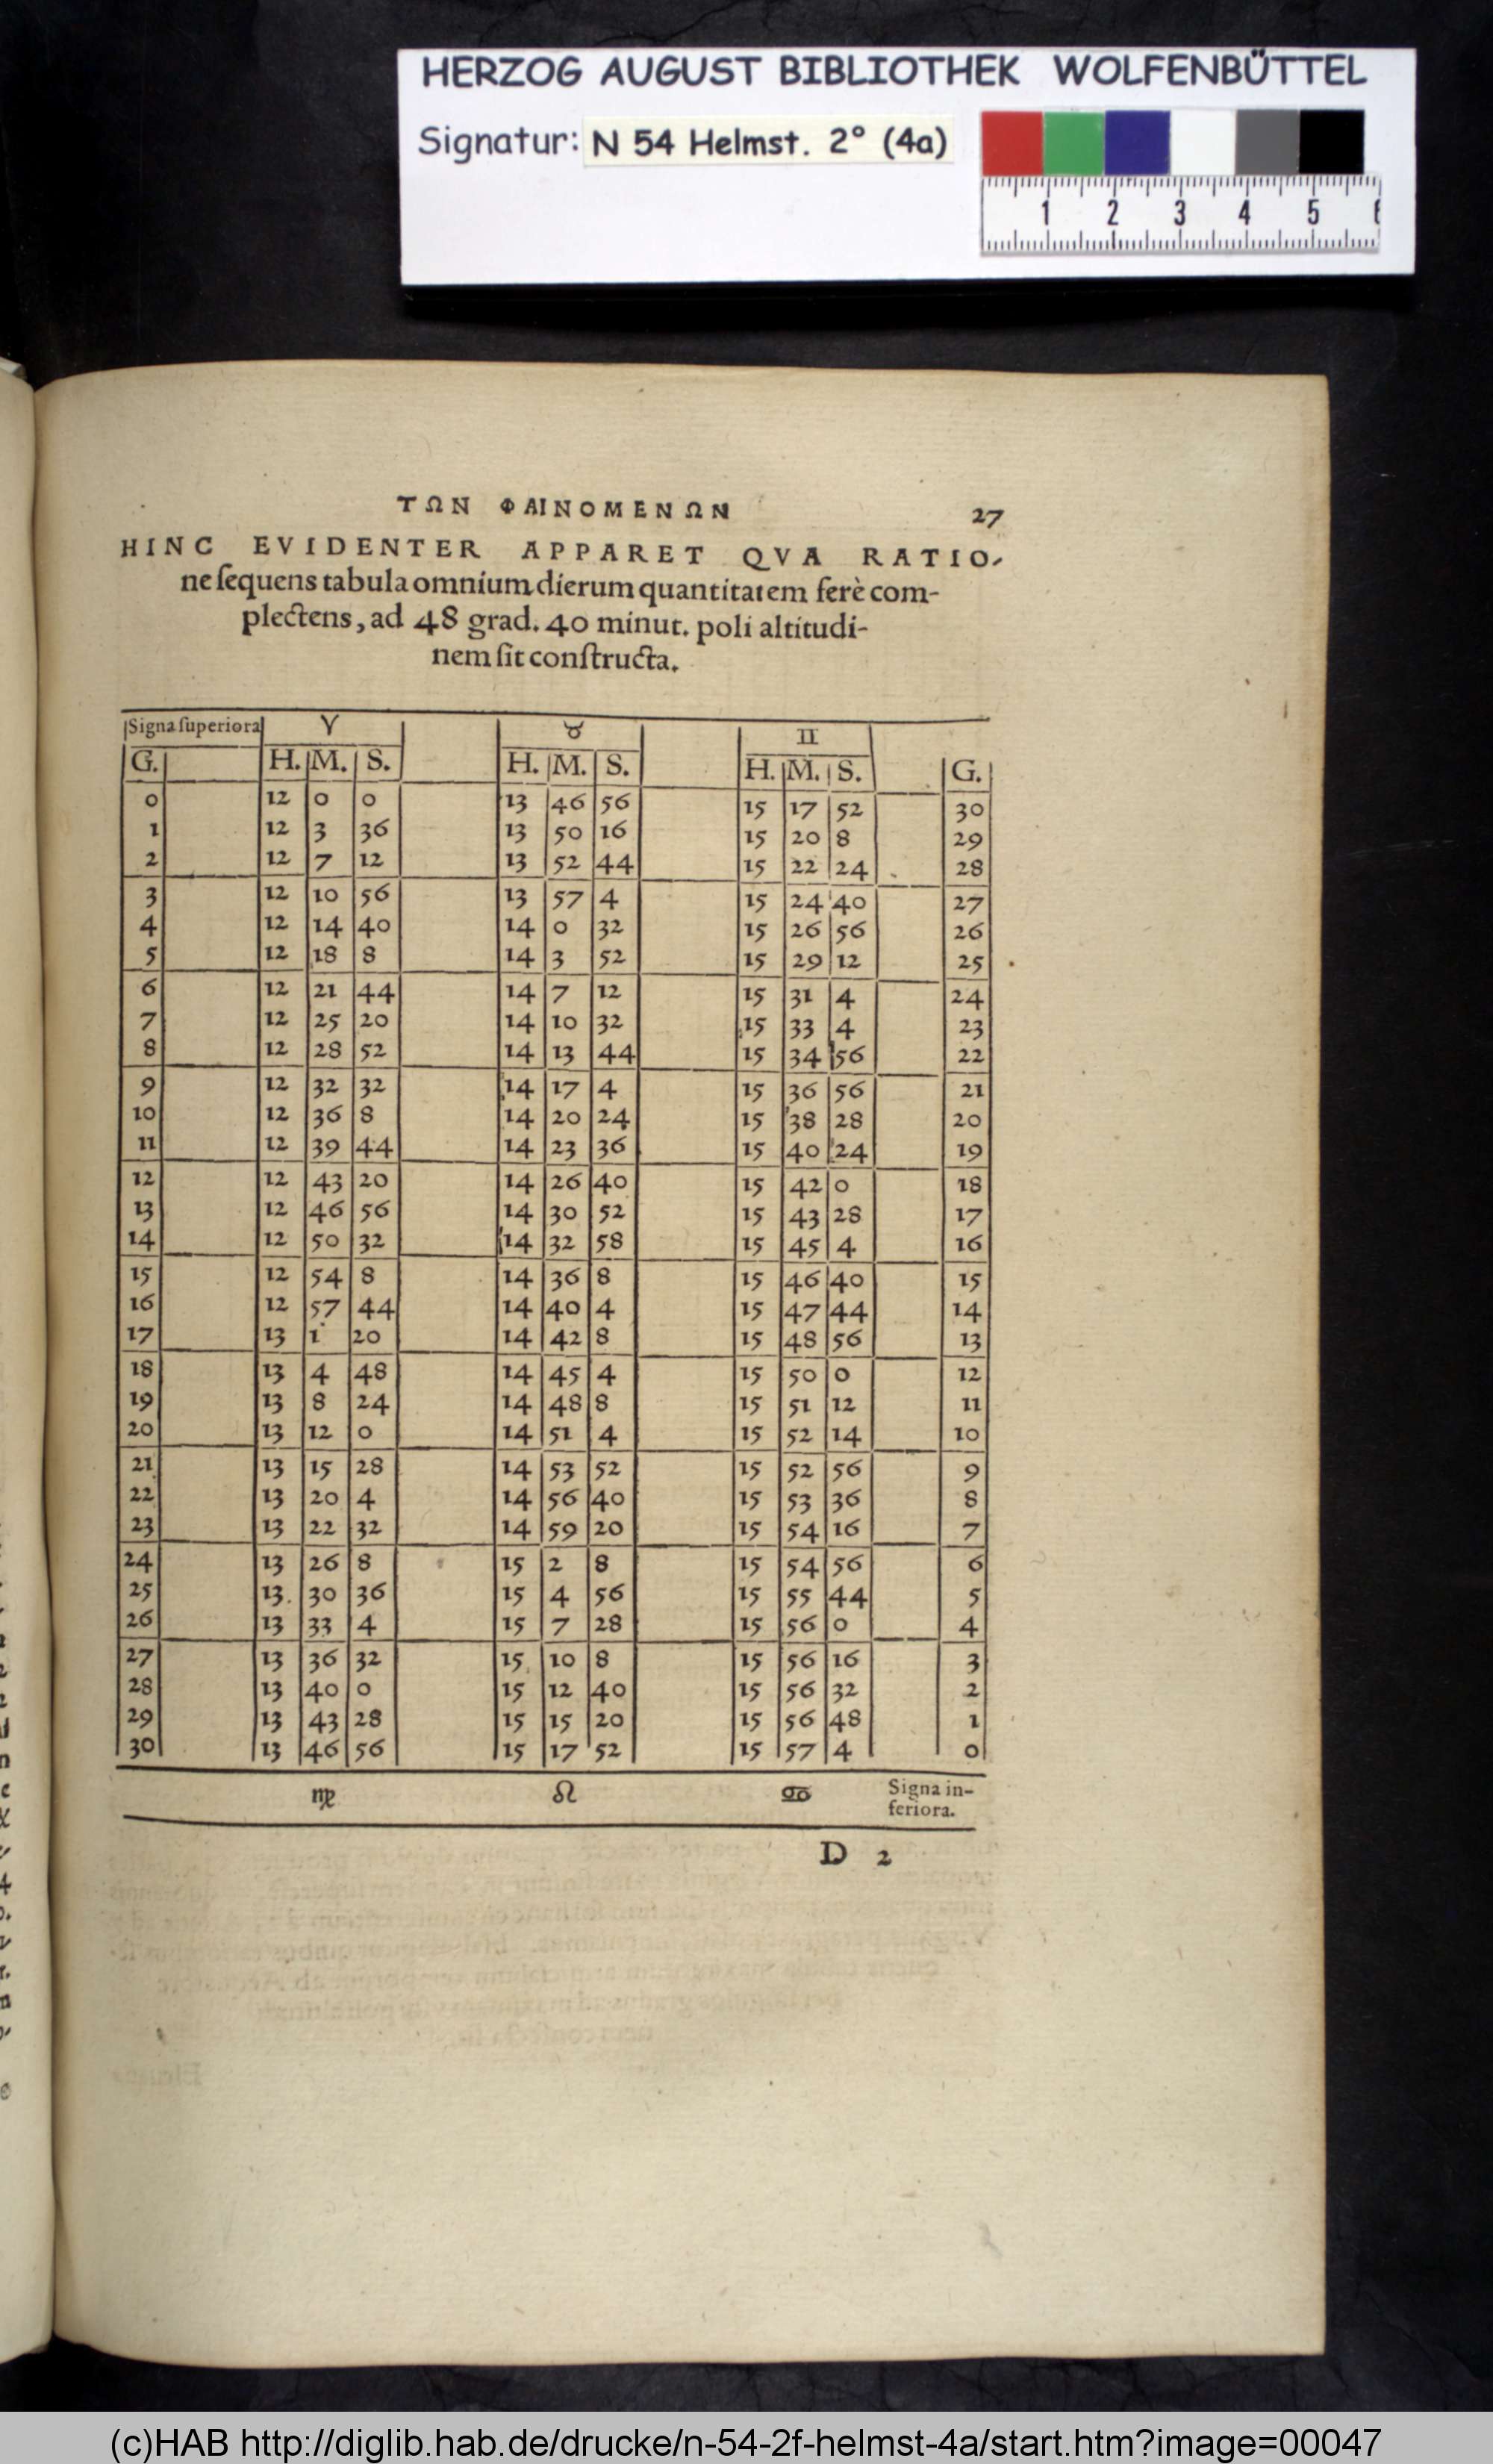 HERZOG AUGUST BIBLIOTHEK WOLFENBÜTTEL
Signatur: N 54 Helmst. 2° (4a)
1 2 3 4 5
ΤΩΝ ΦΑΙΝΟΜΕΝΩΝ 27
HINC EVIDENTER APPARET QVA RATIO-
ne ſequens tabula omnium dierum quantitatem ferè com-
plectens, ad 48 grad. 40 minut. poli altitudi-
nem ſit conſtructa.
Signa ſuperiora ♈ ♉ ♊
G. H. M. S. H. M. S. H. M. S. G.
0 12 0 0 13 46 56 15 17 52 30
1 12 3 36 13 50 16 15 20 8 29
2 12 7 12 13 52 44 15 22 24 28
3 12 10 56 13 57 4 15 24 40 27
4 12 14 40 14 0 32 15 26 56 26
5 12 18 8 14 3 52 15 29 12 25
6 12 21 44 14 7 12 15 31 4 24
7 12 25 20 14 10 32 15 33 4 23
8 12 28 52 14 13 44 15 34 56 22
9 12 32 32 14 17 4 15 36 56 21
10 12 36 8 14 20 24 15 38 28 20
11 12 39 44 14 23 36 15 40 24 19
12 12 43 20 14 26 40 15 42 0 18
13 12 46 56 14 30 52 15 43 28 17
14 12 50 32 14 32 58 15 45 4 16
15 12 54 8 14 36 8 15 46 40 15
16 12 57 44 14 40 4 15 47 44 14
17 13 1 20 14 42 8 15 48 56 13
18 13 4 48 14 45 4 15 50 0 12
19 13 8 24 14 48 8 15 51 12 11
20 13 12 0 14 51 4 15 52 14 10
21 13 15 28 14 53 52 15 52 56 9
22 13 20 4 14 56 40 15 53 36 8
23 13 22 32 14 59 20 15 54 16 7
24 13 26 8 15 2 8 15 54 56 6
25 13 30 36 15 4 56 15 55 44 5
26 13 33 4 15 7 28 15 56 0 4
27 13 36 32 15 10 8 15 56 16 3
28 13 40 0 15 12 40 15 56 32 2
29 13 43 28 15 15 20 15 56 48 1
30 13 46 56 15 17 52 15 57 4 0
♍ ♌ ♋ Signa in-
feriora.
D 2
(c)HAB http://diglib.hab.de/drucke/n-54-2f-helmst-4a/start.htm?image=00047